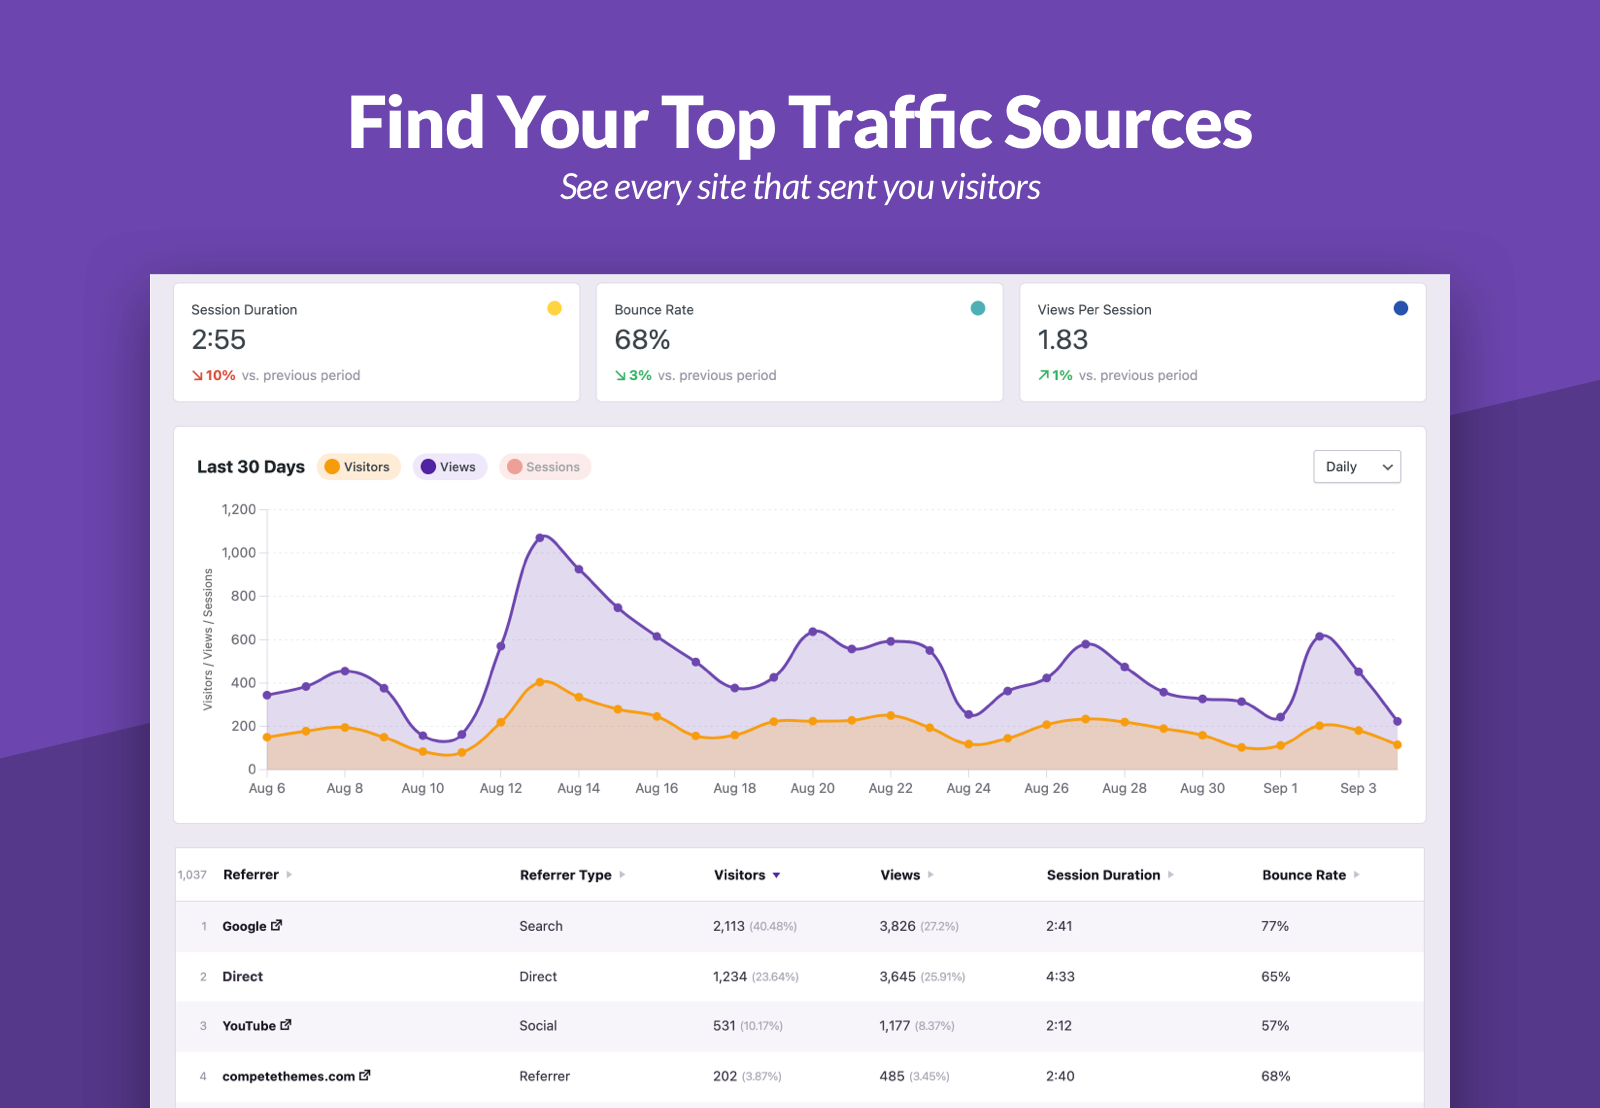 Find Your Top Traffic Sources
See every site that sent you visitors
Session Duration
2:55
10% vs. previous period
Bounce Rate
68%
3% vs. previous period
Views Per Session
1.83
1% vs. previous period
Last 30 Days Visitors Views Sessions Daily
Visitors / Views / Sessions
1,200
1,000
800
600
400
200
0
Aug 6 Aug 8 Aug 10 Aug 12 Aug 14 Aug 16 Aug 18 Aug 20 Aug 22 Aug 24 Aug 26 Aug 28 Aug 30 Sep 1 Sep 3
1,037 Referrer Referrer Type Visitors Views Session Duration Bounce Rate
1 Google Search 2,113 (40.48%) 3,826 (27.2%) 2:41 77%
2 Direct Direct 1,234 (23.64%) 3,645 (25.91%) 4:33 65%
3 YouTube Social 531 (10.17%) 1,177 (8.37%) 2:12 57%
4 competethemes.com Referrer 202 (3.87%) 485 (3.45%) 2:40 68%